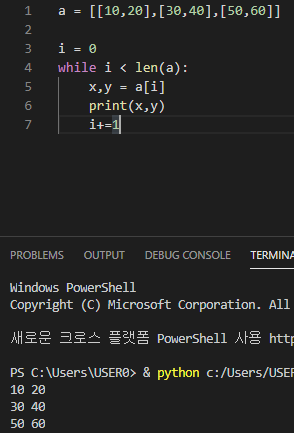 1 a = [[10,20],[30,40],[50,60]]
2
3 i = 0
4 while i < len(a):
5     x,y = a[i]
6     print(x,y)
7     i+=1
PROBLEMS OUTPUT DEBUG CONSOLE TERMINA
Windows PowerShell
Copyright (C) Microsoft Corporation. All
새로운 크로스 플랫폼 PowerShell 사용 http
PS C:\Users\USER0> & python c:/Users/USE
10 20
30 40
50 60